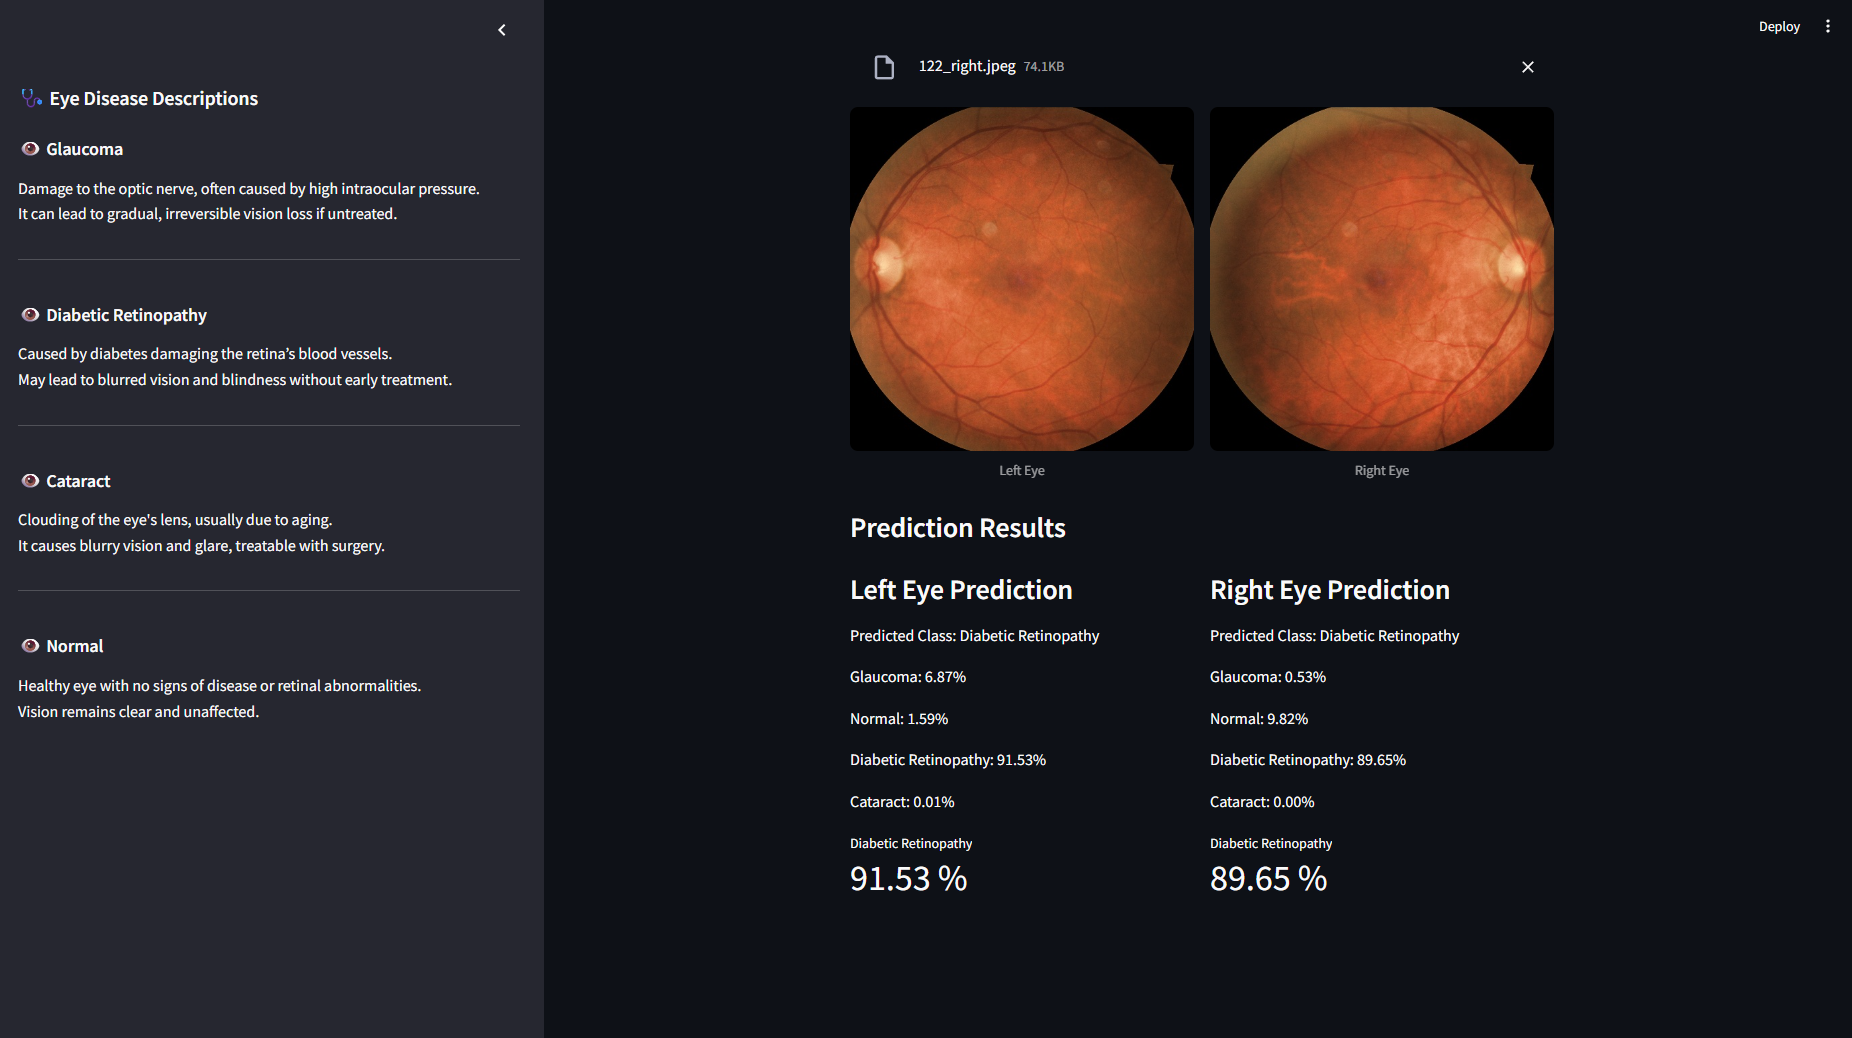 Eye Disease Descriptions
Glaucoma
Damage to the optic nerve, often caused by high intraocular pressure.
It can lead to gradual, irreversible vision loss if untreated.
Diabetic Retinopathy
Caused by diabetes damaging the retina’s blood vessels.
May lead to blurred vision and blindness without early treatment.
Cataract
Clouding of the eye's lens, usually due to aging.
It causes blurry vision and glare, treatable with surgery.
Normal
Healthy eye with no signs of disease or retinal abnormalities.
Vision remains clear and unaffected.
Deploy
122_right.jpeg 74.1KB
Left Eye
Right Eye
Prediction Results
Left Eye Prediction
Predicted Class: Diabetic Retinopathy
Glaucoma: 6.87%
Normal: 1.59%
Diabetic Retinopathy: 91.53%
Cataract: 0.01%
Diabetic Retinopathy
91.53 %
Right Eye Prediction
Predicted Class: Diabetic Retinopathy
Glaucoma: 0.53%
Normal: 9.82%
Diabetic Retinopathy: 89.65%
Cataract: 0.00%
Diabetic Retinopathy
89.65 %